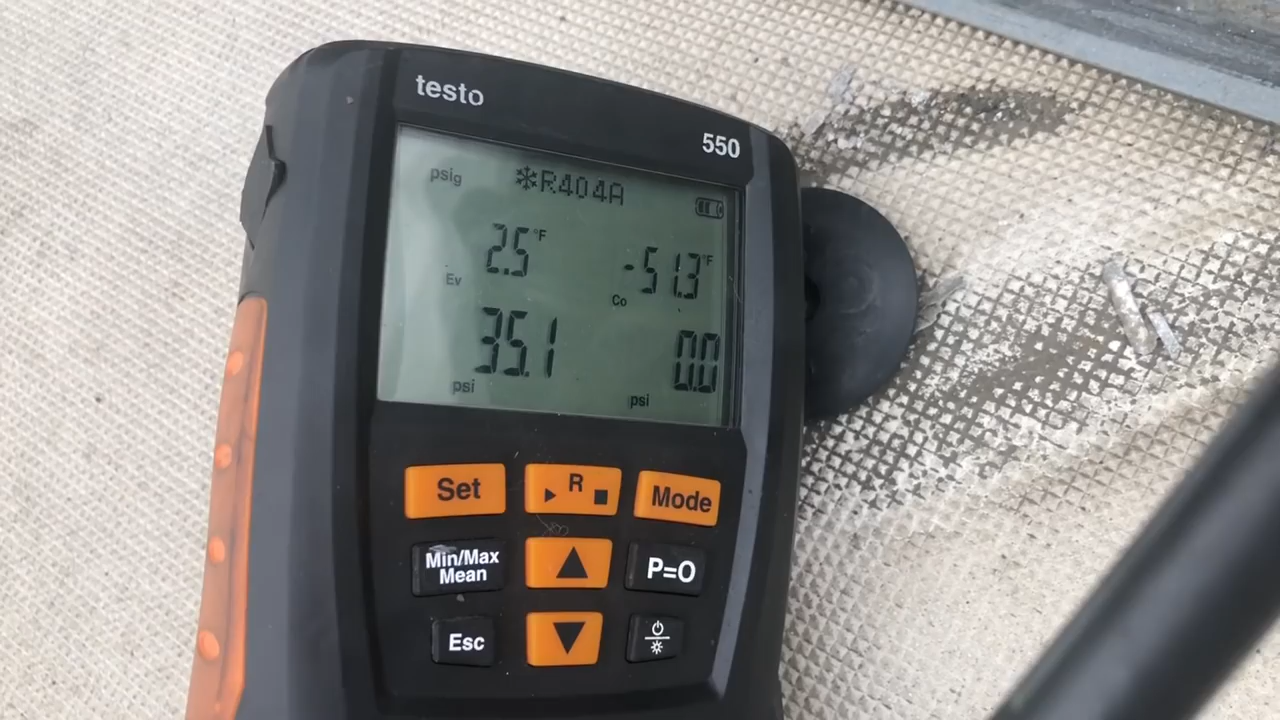 testo
550
psig
❄R404A
2.5 °F
-51.3 °F
Ev
Co
35.1
0.0
psi
psi
Set
R
Mode
Min/Max
Mean
P=O
Esc